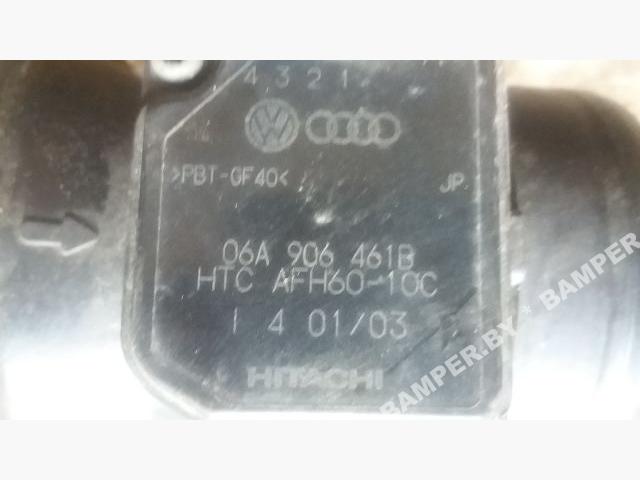 4 3 2 1
>PBT-GF40<
JP
06A 906 461B
HTC AFH60-10C
1 4 01/03
HITACHI
BAMPER.BY * BAMPER.BY